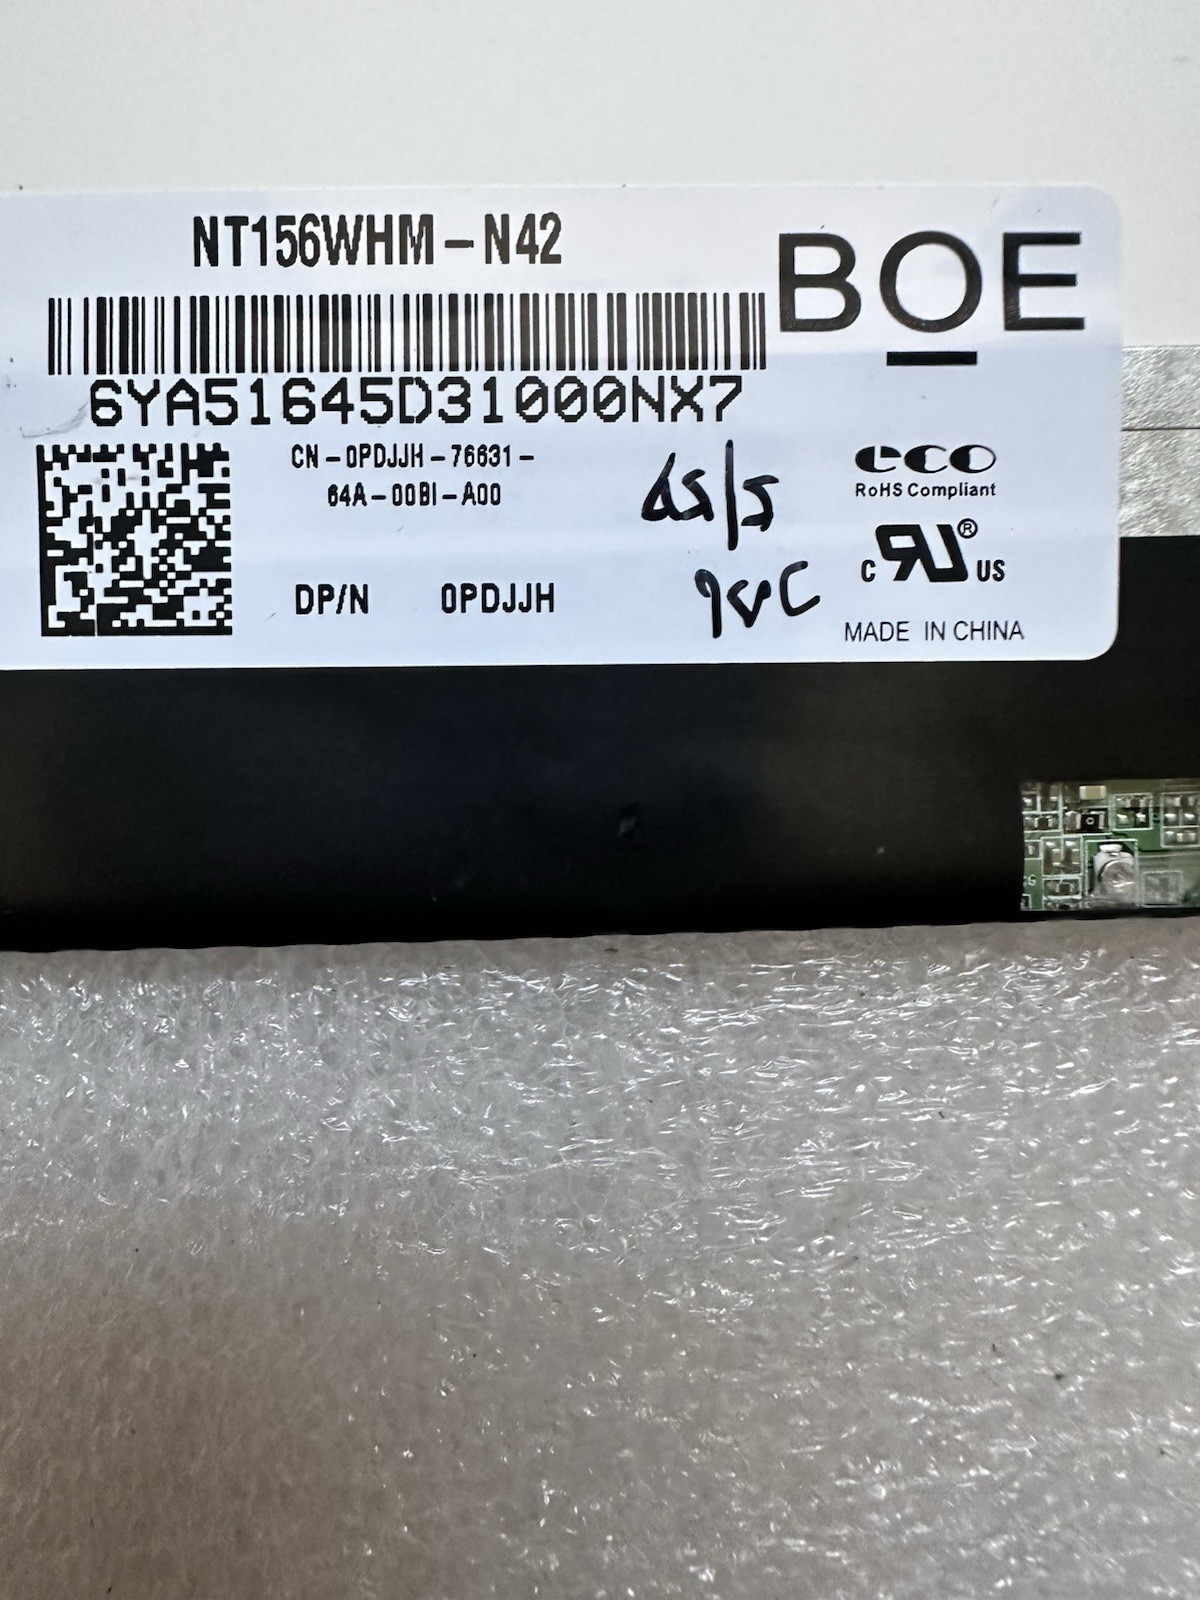 NT156WHM-N42
BOE
6YA51645D31000NX7
CN-0PDJJH-76631-
64A-00BI-A00
DP/N 0PDJJH
eco
RoHS Compliant
c RU ® US
MADE IN CHINA